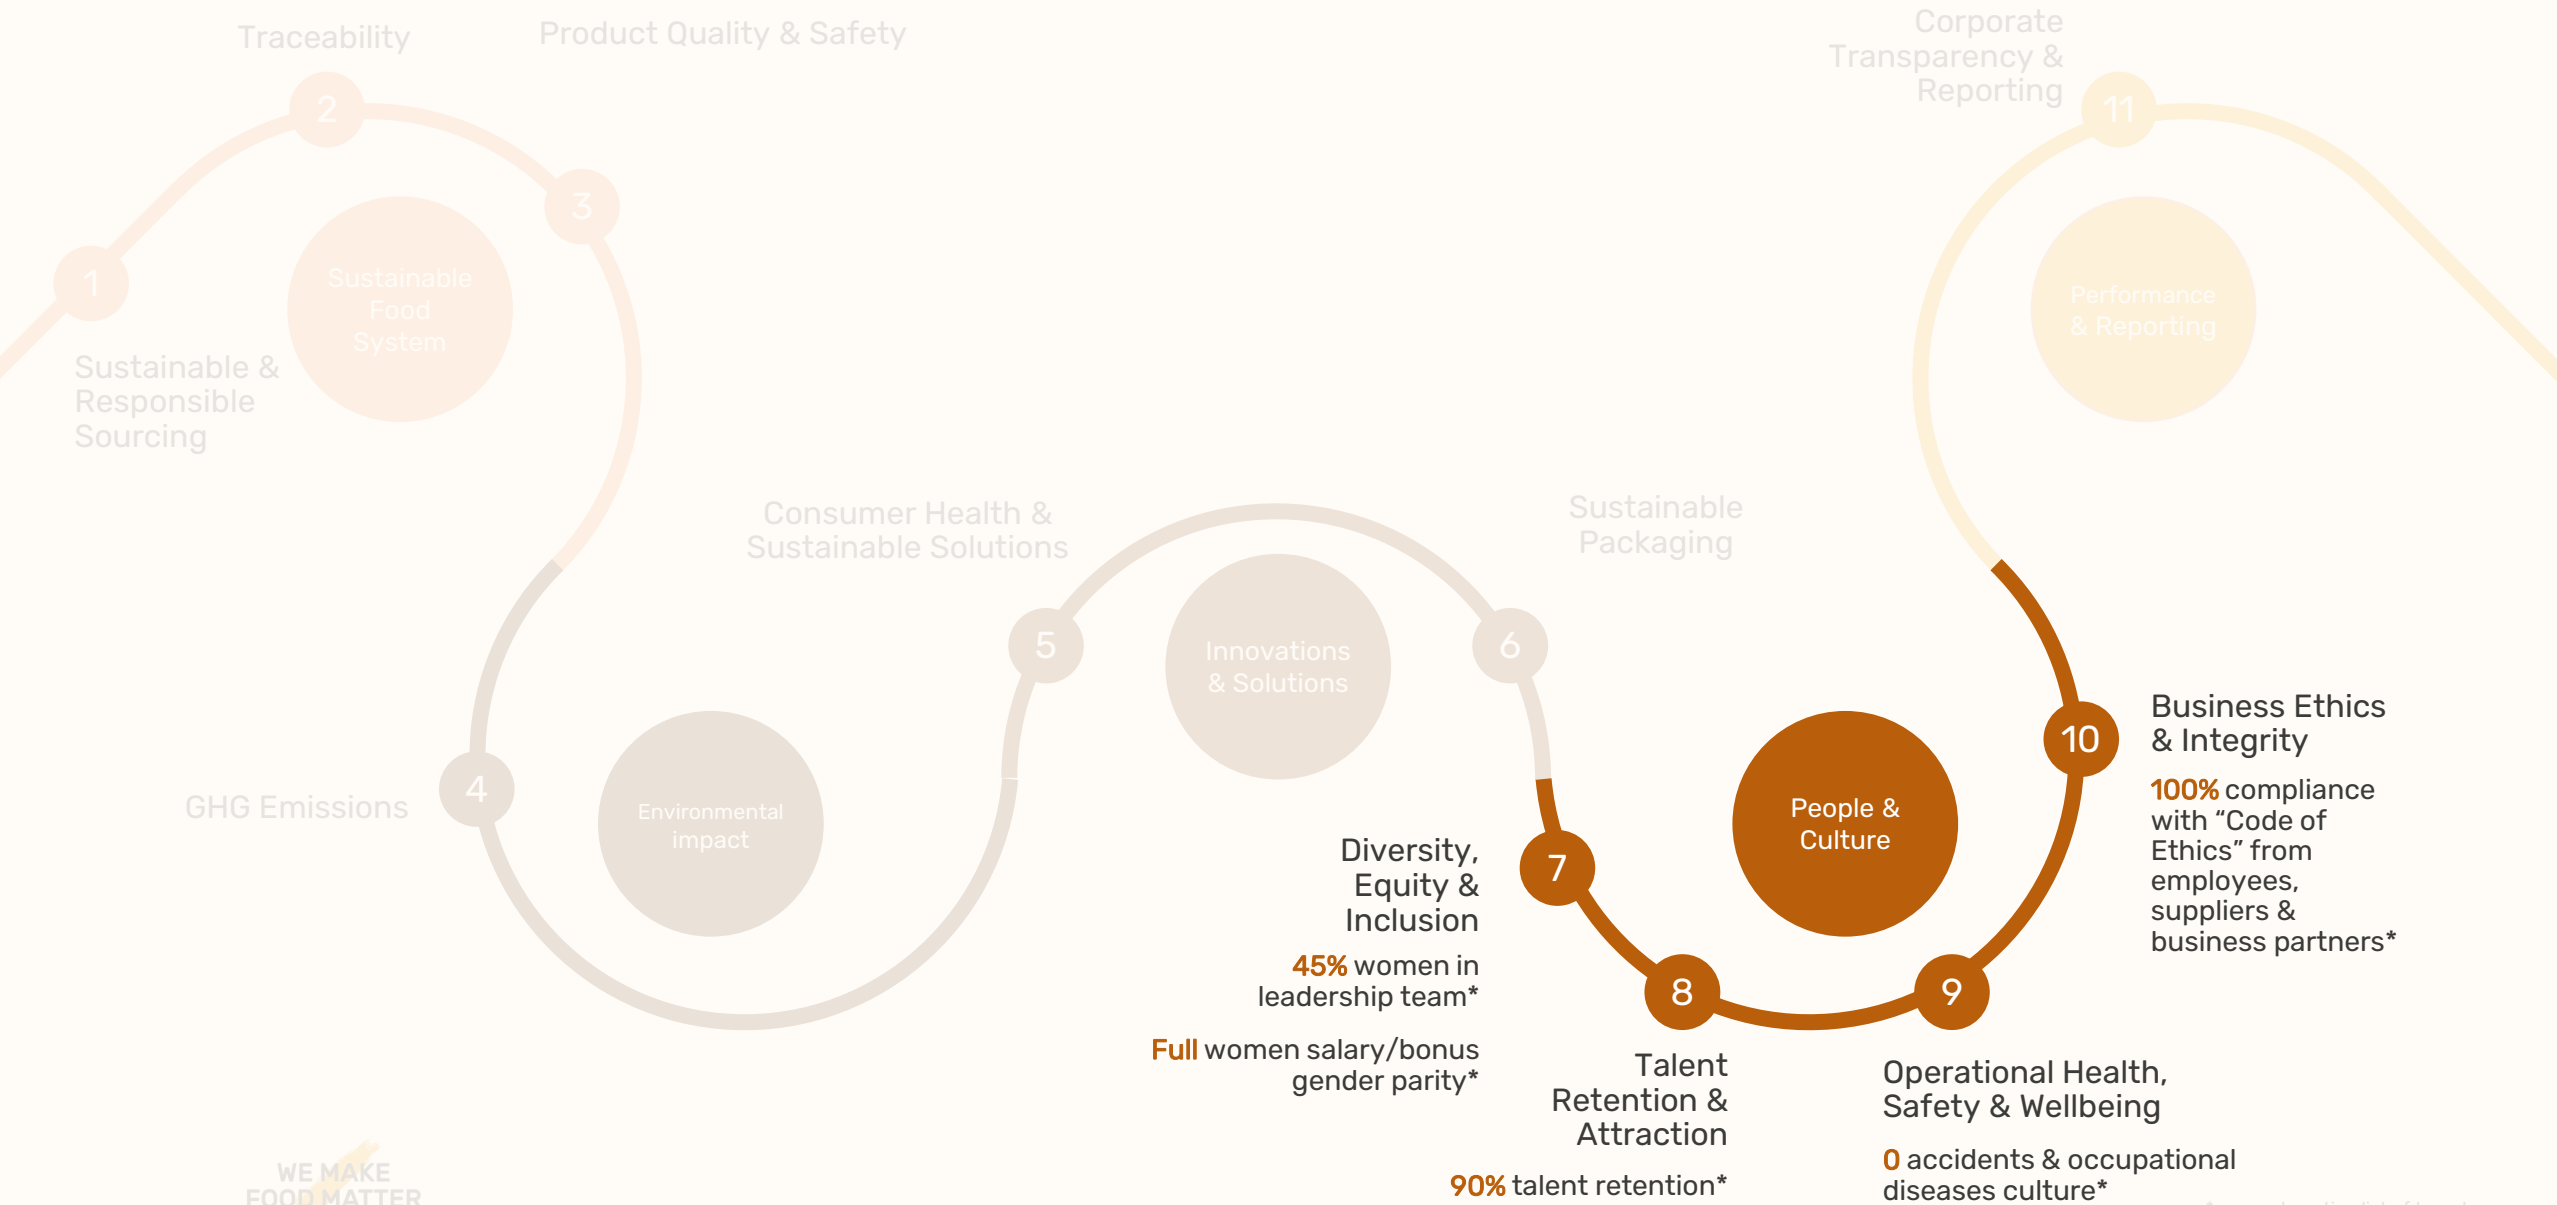 Traceability
Product Quality & Safety
2
3
1
Sustainable
Food
System
Sustainable &
Responsible
Sourcing
Corporate
Transparency &
Reporting
11
Performance
& Reporting
Consumer Health &
Sustainable Solutions
Sustainable
Packaging
5
Innovations
& Solutions
6
GHG Emissions
4
Environmental
impact
Diversity,
Equity &
Inclusion
45% women in
leadership team*
Full women salary/bonus
gender parity*
7
People &
Culture
8
Talent
Retention &
Attraction
90% talent retention*
9
Operational Health,
Safety & Wellbeing
0 accidents & occupational
diseases culture*
10
Business Ethics
& Integrity
100% compliance
with “Code of
Ethics” from
employees,
suppliers &
business partners*
WE MAKE
FOOD MATTER